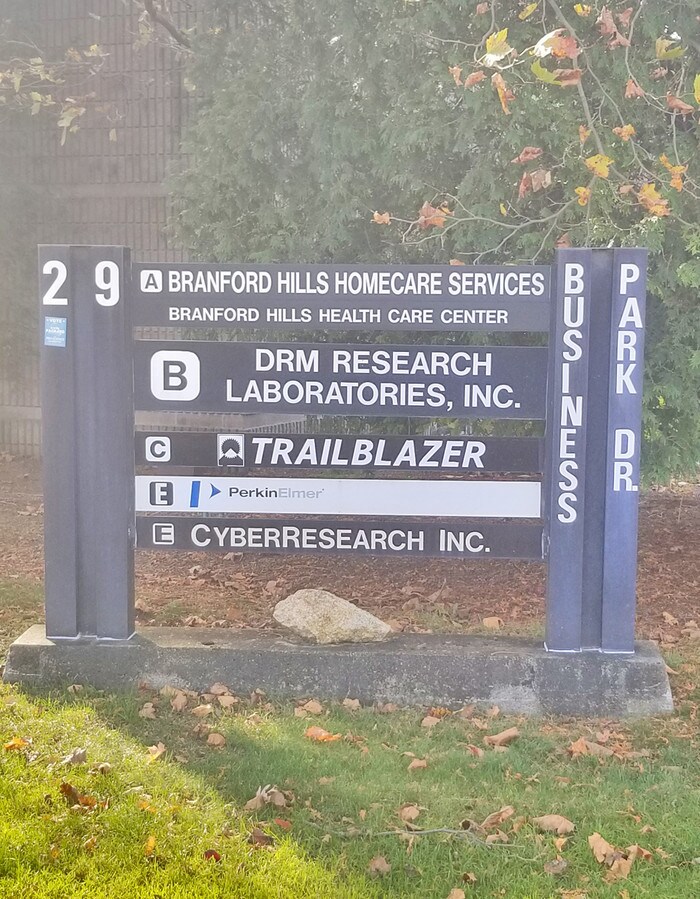 29
A BRANFORD HILLS HOMECARE SERVICES
BRANFORD HILLS HEALTH CARE CENTER
B DRM RESEARCH
LABORATORIES, INC.
C TRAILBLAZER
E PerkinElmer
E CYBERRESEARCH INC.
BUSINESS
PARK DR.